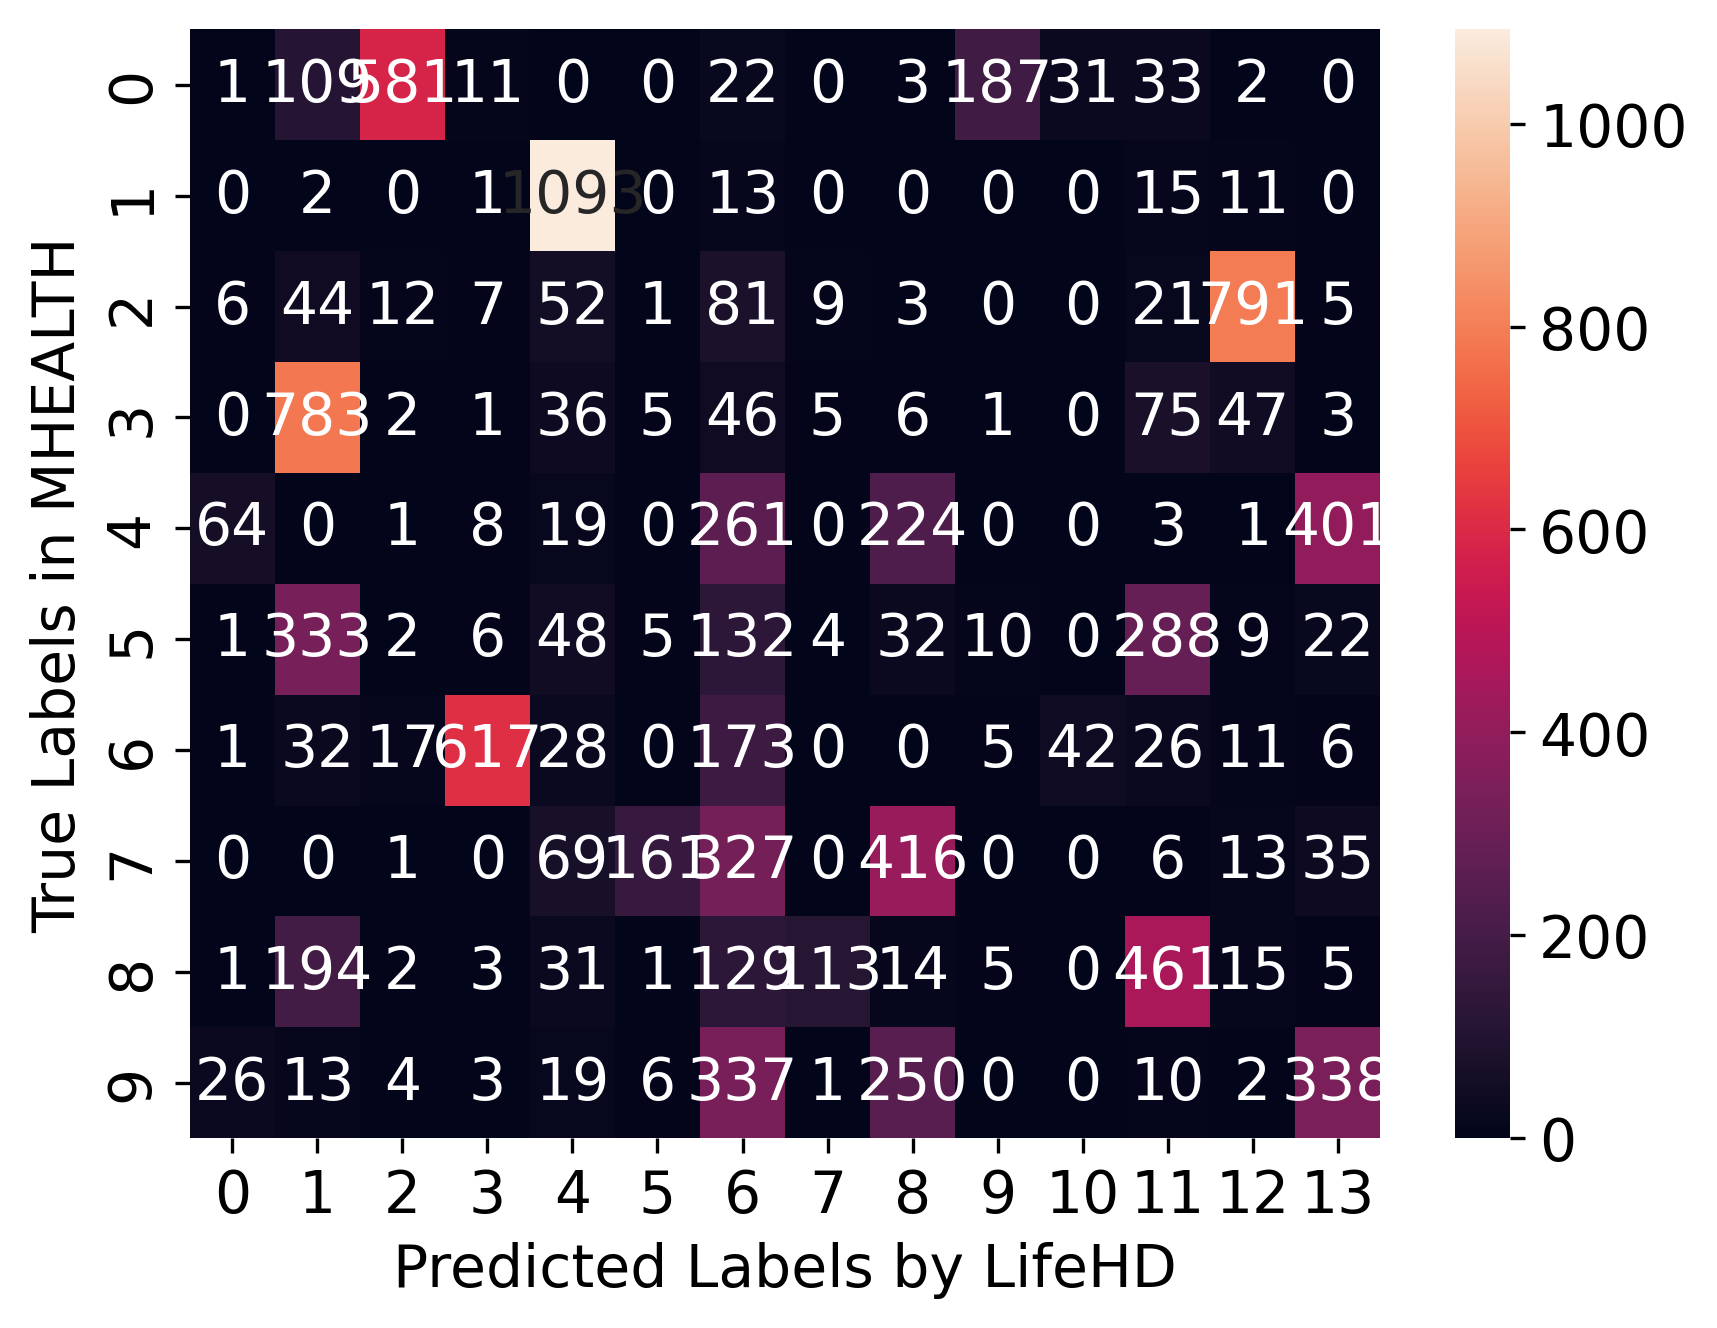 0 1 109 581 11 0 0 22 0 3 187 31 33 2 0
1 0 2 0 1 1093 0 13 0 0 0 0 15 11 0
2 6 44 12 7 52 1 81 9 3 0 0 21 791 5
3 0 783 2 1 36 5 46 5 6 1 0 75 47 3
4 64 0 1 8 19 0 261 0 224 0 0 3 1 401
5 1 333 2 6 48 5 132 4 32 10 0 288 9 22
6 1 32 17 617 28 0 173 0 0 5 42 26 11 6
7 0 0 1 0 69 161 327 0 416 0 0 6 13 35
8 1 194 2 3 31 1 129 113 14 5 0 461 15 5
9 26 13 4 3 19 6 337 1 250 0 0 10 2 338
0 1 2 3 4 5 6 7 8 9 10 11 12 13
Predicted Labels by LifeHD
True Labels in MHEALTH
1000
800
600
400
200
0